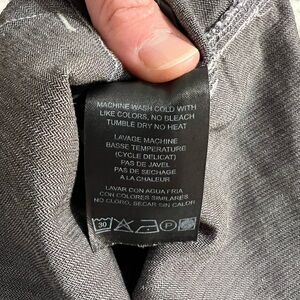 MACHINE WASH COLD WITH
LIKE COLORS, NO BLEACH
TUMBLE DRY NO HEAT
LAVAGE MACHINE
BASSE TEMPERATURE
(CYCLE DELICAT)
PAS DE JAVEL
PAS DE SECHAGE
A LA CHALEUR
LAVAR CON AGUA FRIA
CON COLORES SIMILARES
NO CLORO, SECAR SIN CALOR
30 P